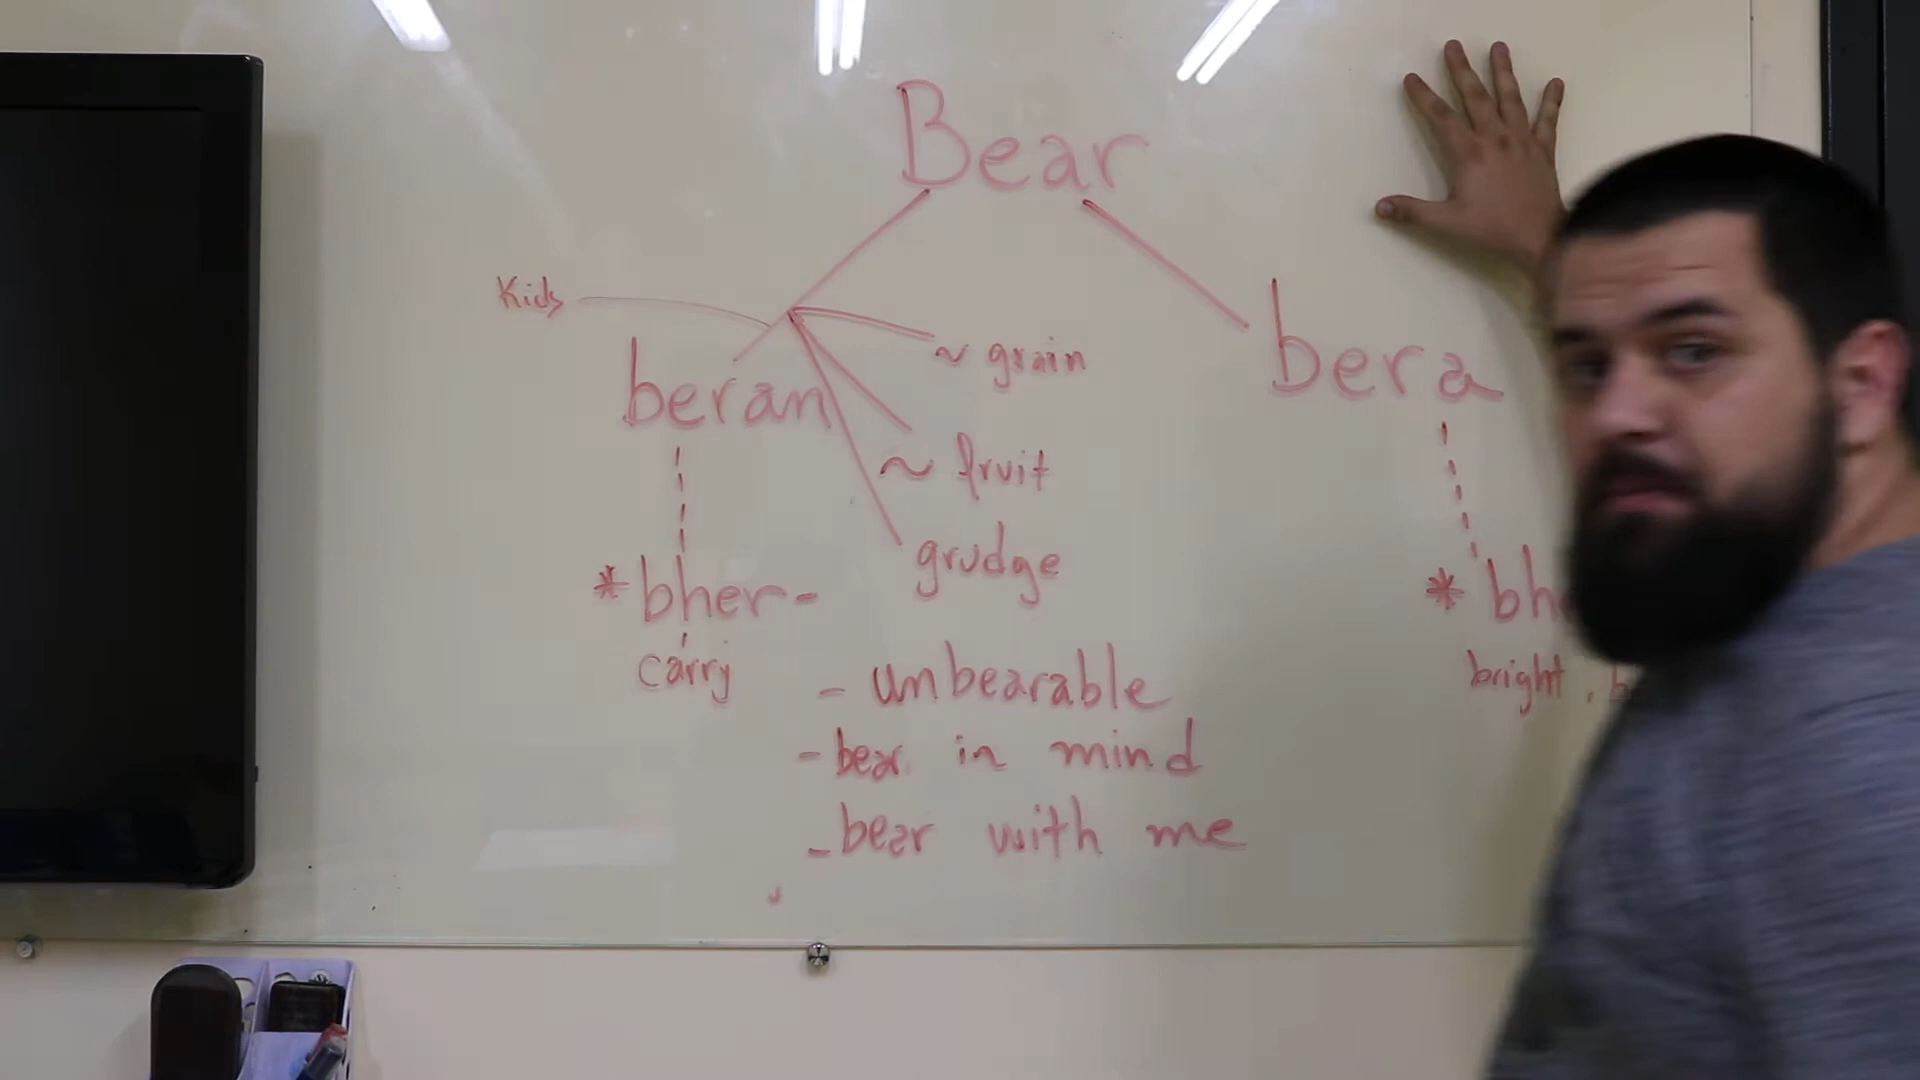 Bear
Kids
~ grain
beran
bera
~ fruit
grudge
*bher-
carry
bright,
- unbearable
- bear in mind
- bear with me